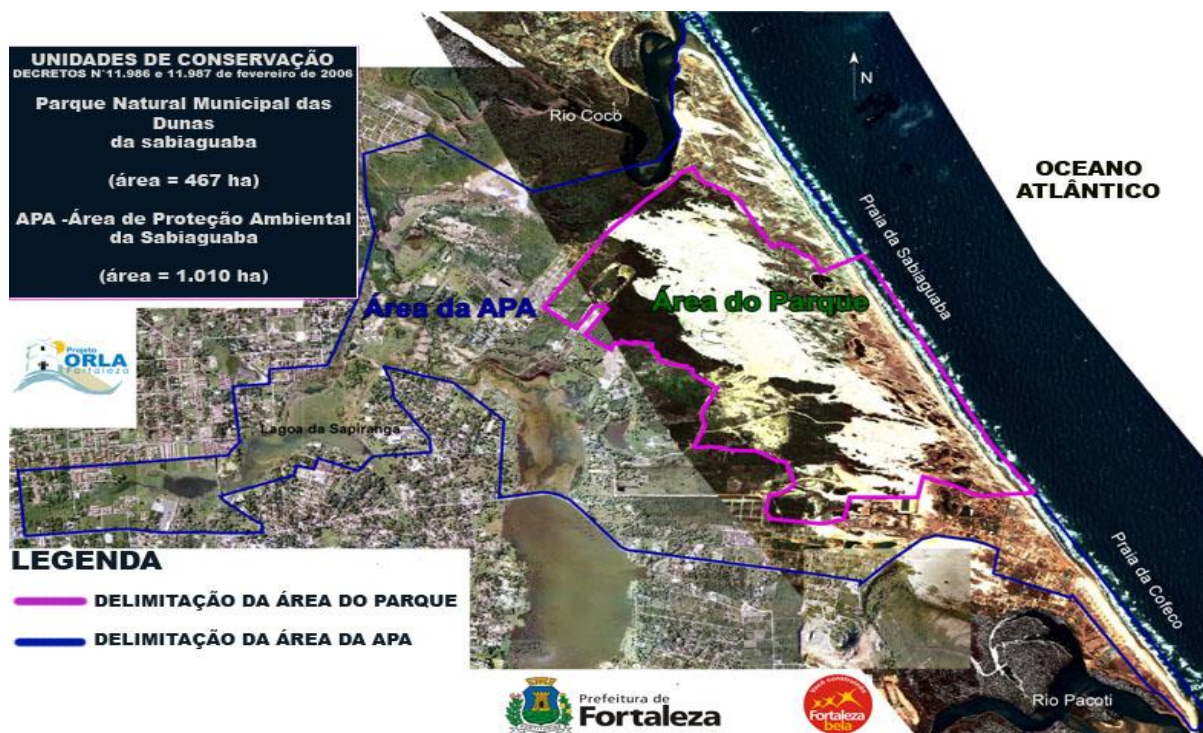 UNIDADES DE CONSERVAÇÃO
DECRETOS N°11.986 e 11.987 de fevereiro de 2006
Parque Natural Municipal das
Dunas
da sabiaguaba
(área = 467 ha)
APA -Área de Proteção Ambiental
da Sabiaguaba
(área = 1.010 ha)
Projeto
ORLA
Fortaleza
Rio Cocó
N
OCEANO
ATLÂNTICO
Praia da Sabiaguaba
Área da APA
Área do Parque
Lagoa da Sapiranga
Praia da Cofeco
Rio Pacoti
LEGENDA
DELIMITAÇÃO DA ÁREA DO PARQUE
DELIMITAÇÃO DA ÁREA DA APA
Prefeitura de
Fortaleza
Fortaleza
bela